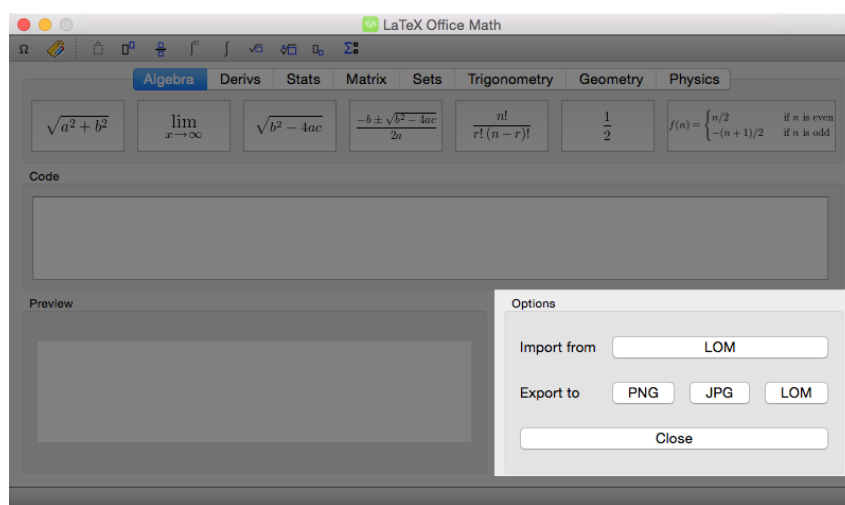 LaTeX Office Math
Ω
Algebra Derivs Stats Matrix Sets Trigonometry Geometry Physics
√a² + b² lim x→∞ √b² − 4ac −b ± √b² − 4ac / 2a n! / r! (n − r)! 1/2 f(n) = { n/2 if n is even
−(n + 1)/2 if n is odd
Code
Preview Options
Import from LOM
Export to PNG JPG LOM
Close